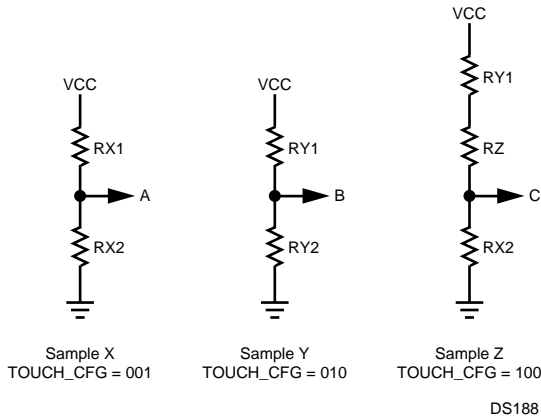 VCC
RY1
RZ
C
RX2
VCC
RX1
A
RX2
VCC
RY1
B
RY2
Sample X
TOUCH_CFG = 001
Sample Y
TOUCH_CFG = 010
Sample Z
TOUCH_CFG = 100
DS188